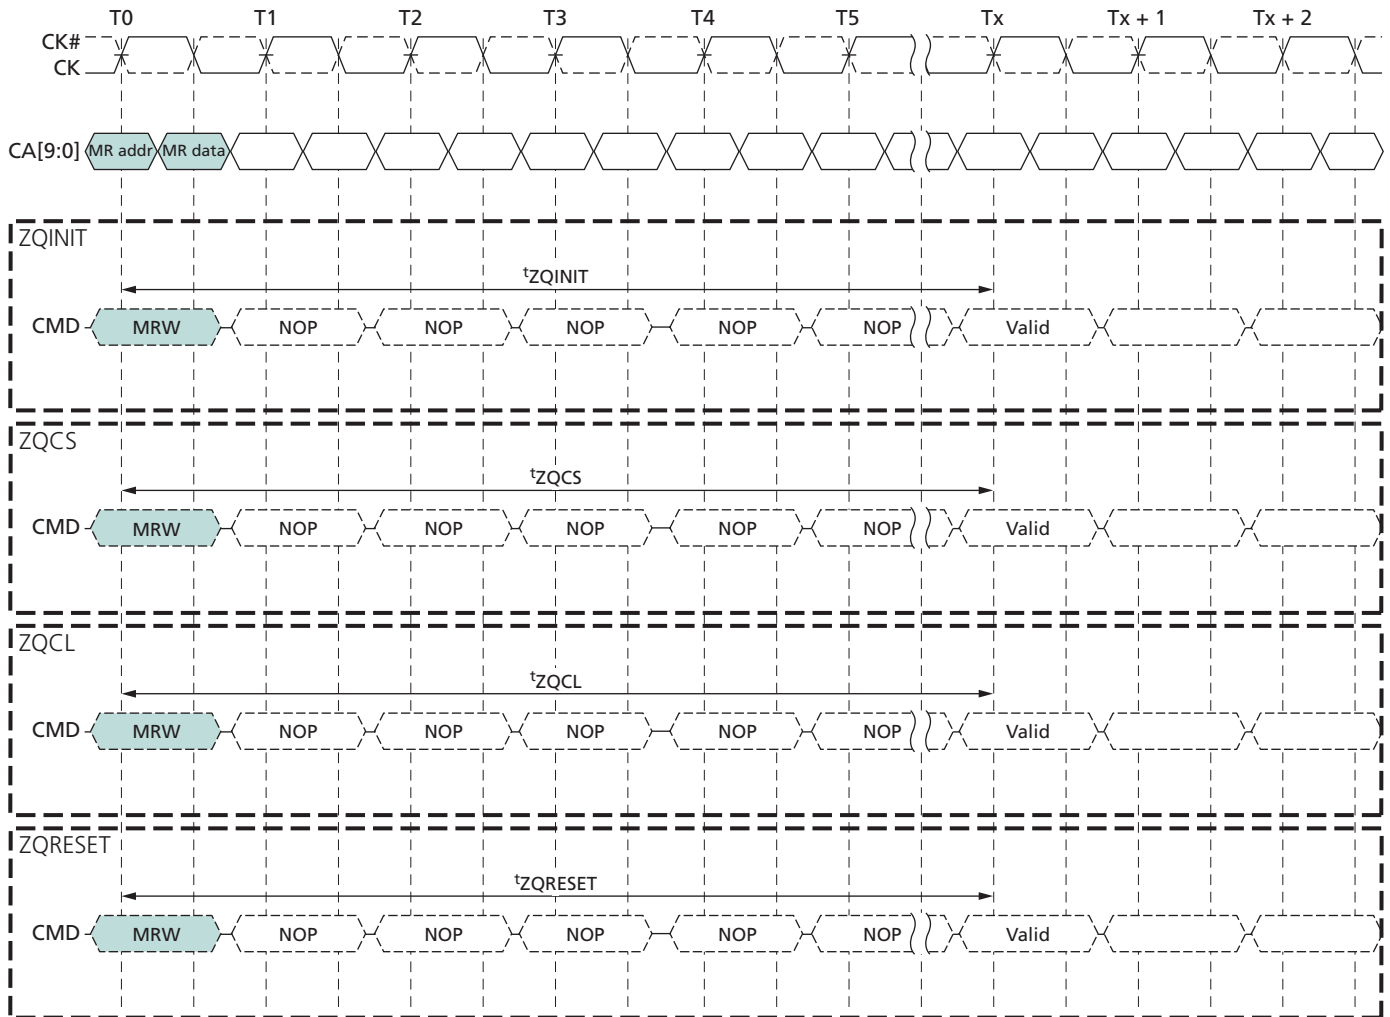 T0 T1 T2 T3 T4 T5 Tx Tx + 1 Tx + 2
CK#
CK
CA[9:0] MR addr MR data
ZQINIT
tZQINIT
CMD MRW NOP NOP NOP NOP NOP Valid
ZQCS
tZQCS
CMD MRW NOP NOP NOP NOP NOP Valid
ZQCL
tZQCL
CMD MRW NOP NOP NOP NOP NOP Valid
ZQRESET
tZQRESET
CMD MRW NOP NOP NOP NOP NOP Valid